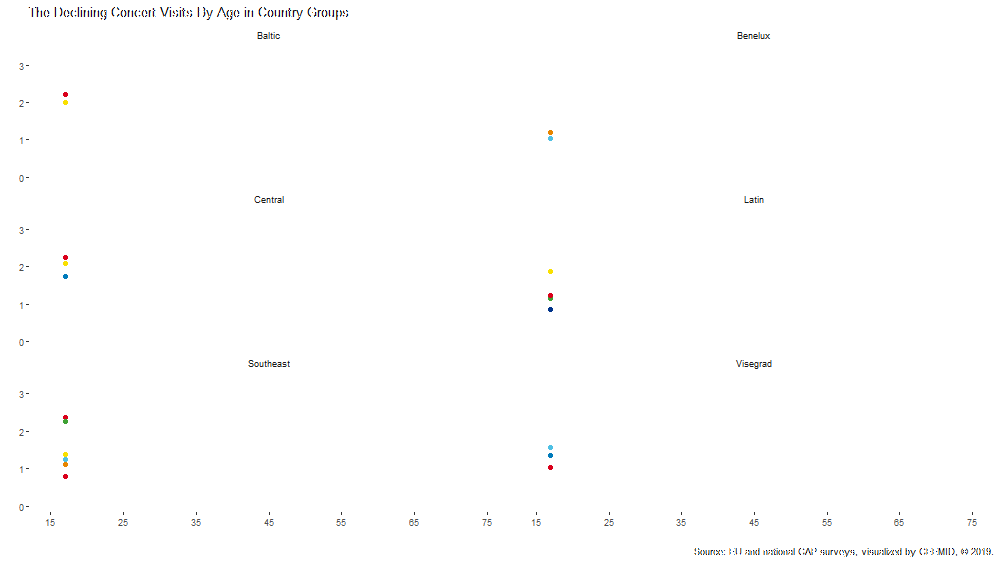 The Declining Concert Visits By Age in Country Groups
Baltic Benelux
3
2
1
0
Central Latin
3
2
1
0
Southeast Visegrad
3
2
1
0
15 25 35 45 55 65 75 15 25 35 45 55 65 75
Source: EU and national CAP surveys, visualized by CEEMID, © 2019.